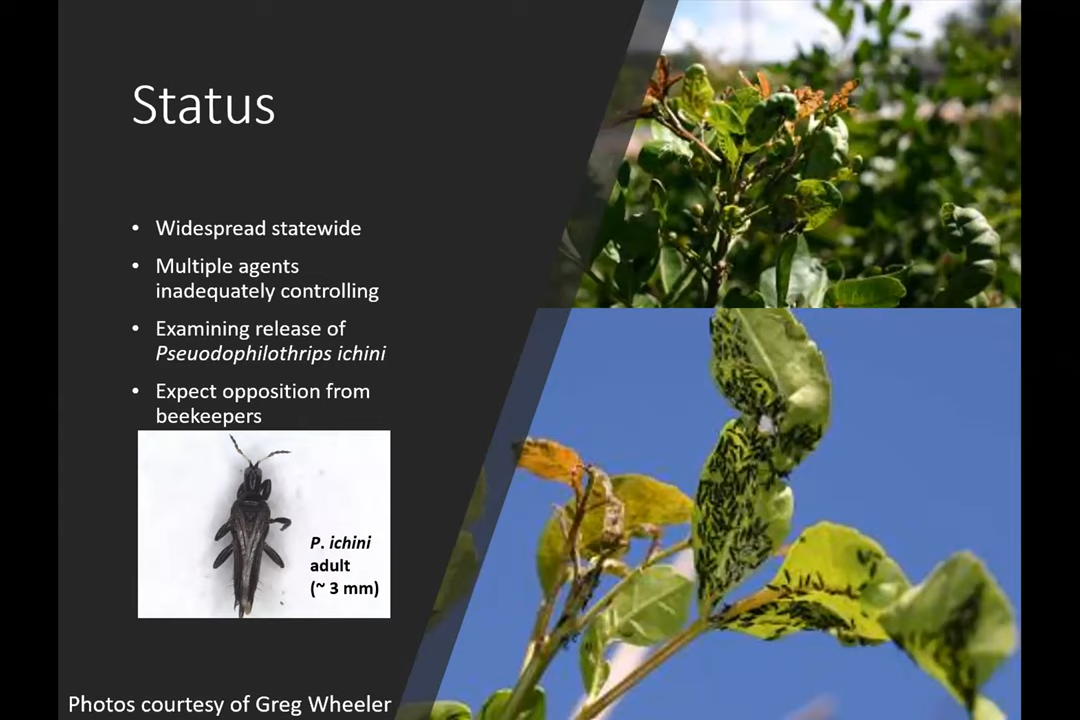 Status
• Widespread statewide
• Multiple agents
inadequately controlling
• Examining release of
Pseuodophilothrips ichini
• Expect opposition from
beekeepers
P. ichini
adult
(~ 3 mm)
Photos courtesy of Greg Wheeler